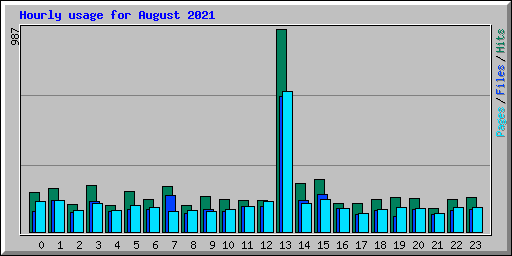 Hourly usage for August 2021
987
Pages/Files/Hits
0 1 2 3 4 5 6 7 8 9 10 11 12 13 14 15 16 17 18 19 20 21 22 23